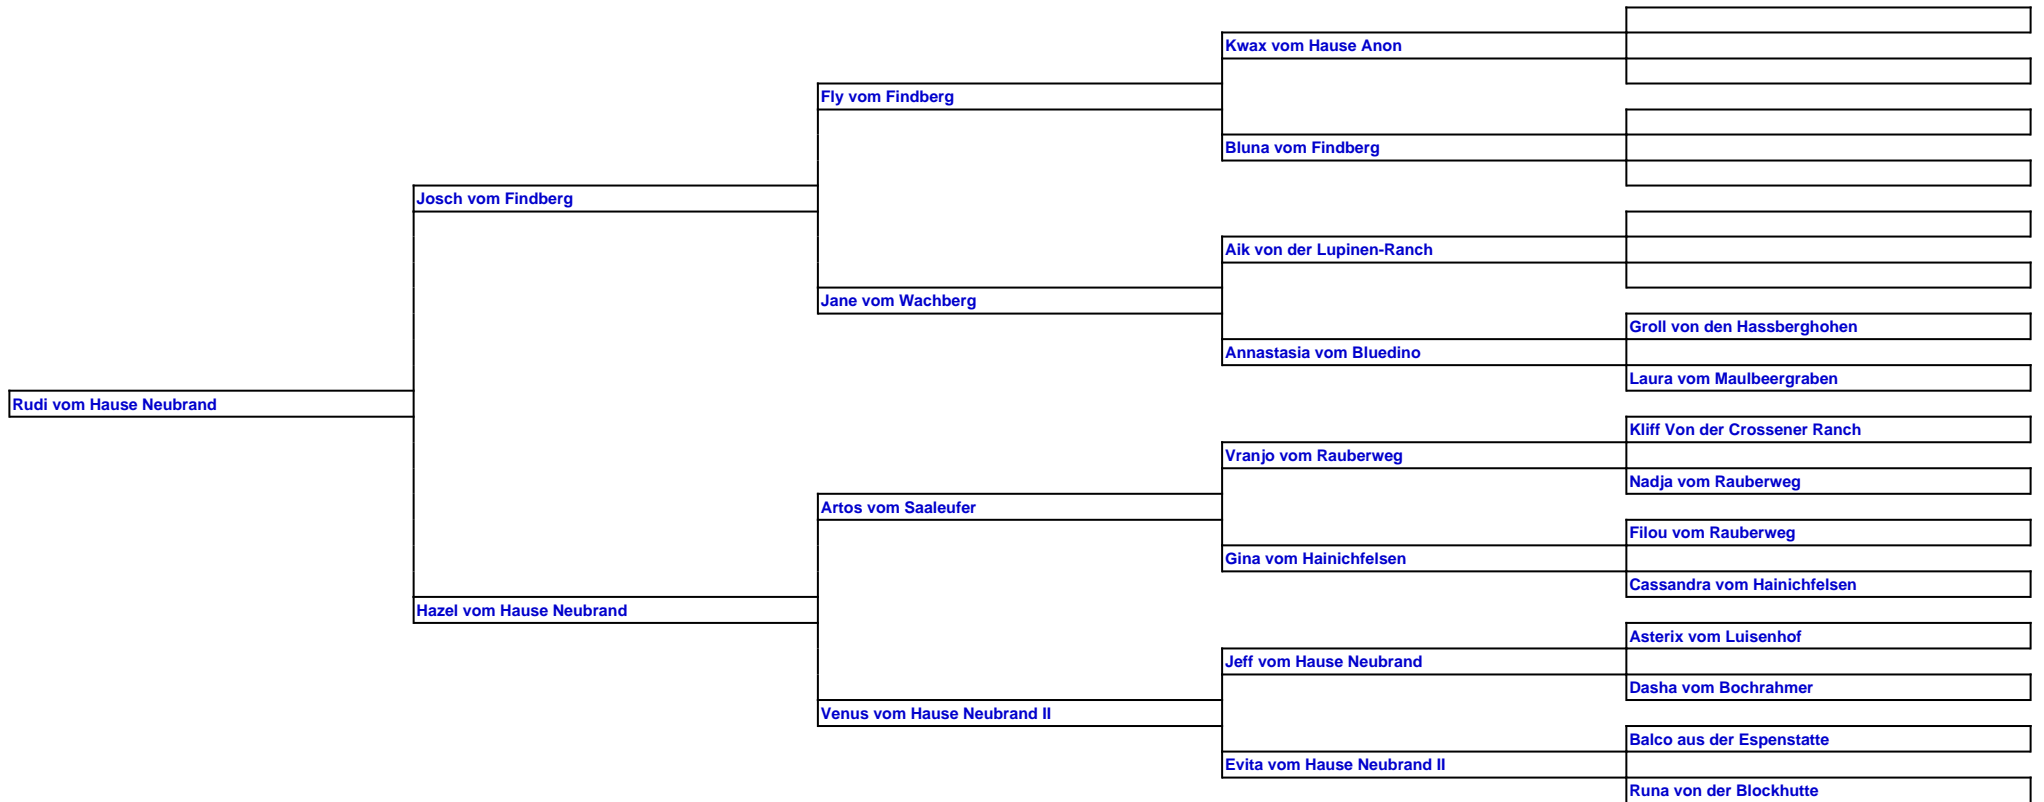 Kwax vom Hause Anon
Fly vom Findberg
Bluna vom Findberg
Josch vom Findberg
Aik von der Lupinen-Ranch
Jane vom Wachberg
Groll von den Hassberghohen
Annastasia vom Bluedino
Laura vom Maulbeergraben
Rudi vom Hause Neubrand
Kliff Von der Crossener Ranch
Vranjo vom Rauberweg
Nadja vom Rauberweg
Artos vom Saaleufer
Filou vom Rauberweg
Gina vom Hainichfelsen
Cassandra vom Hainichfelsen
Hazel vom Hause Neubrand
Asterix vom Luisenhof
Jeff vom Hause Neubrand
Dasha vom Bochrahmer
Venus vom Hause Neubrand II
Balco aus der Espenstatte
Evita vom Hause Neubrand II
Runa von der Blockhutte